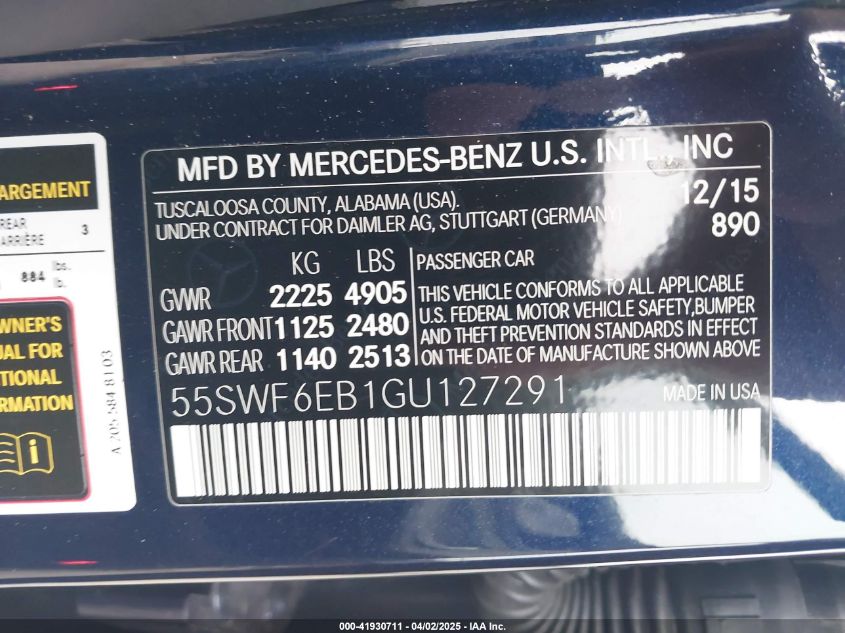 ARGEMENT
REAR
ARRIÈRE 3
884 lbs.
lb.
WNER'S
UAL FOR
TIONAL
RMATION
i
A 205 584 81 03
MFD BY MERCEDES-BENZ U.S. INTL., INC
TUSCALOOSA COUNTY, ALABAMA (USA). 12/15
UNDER CONTRACT FOR DAIMLER AG, STUTTGART (GERMANY) 890
KG LBS PASSENGER CAR
GVWR 2225 4905
GAWR FRONT 1125 2480
GAWR REAR 1140 2513
THIS VEHICLE CONFORMS TO ALL APPLICABLE
U.S. FEDERAL MOTOR VEHICLE SAFETY,BUMPER
AND THEFT PREVENTION STANDARDS IN EFFECT
ON THE DATE OF MANUFACTURE SHOWN ABOVE
55SWF6EB1GU127291 MADE IN USA
000-41930711 - 04/02/2025 - IAA Inc.